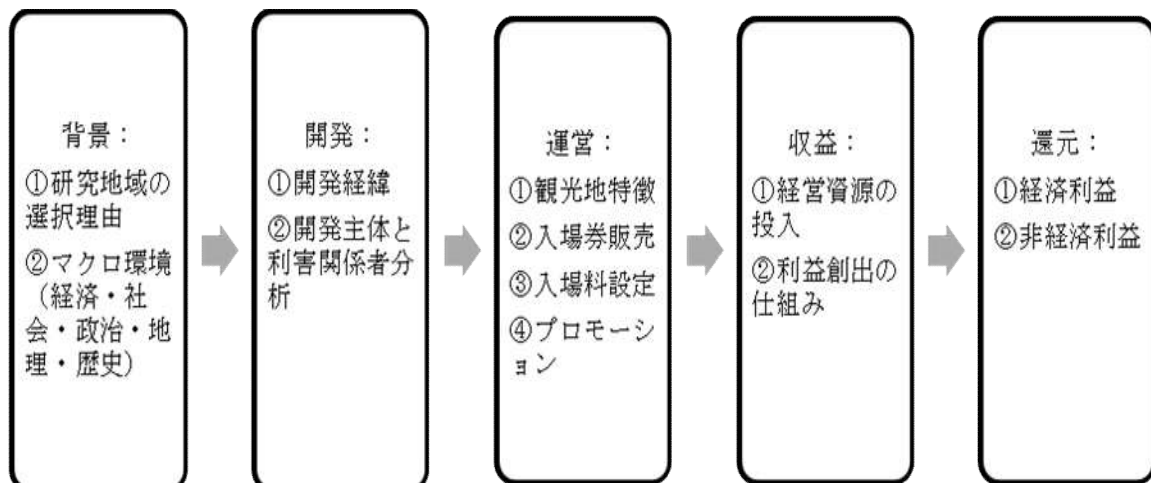 背景：
①研究地域の
選択理由
②マクロ環境
（経済・社
会・政治・地
理・歴史）
開発：
①開発経緯
②開発主体と
利害関係者分
析
運営：
①観光地特徴
②入場券販売
③入場料設定
④プロモーシ
ョン
収益：
①経営資源の
投入
②利益創出の
仕組み
還元：
①経済利益
②非経済利益